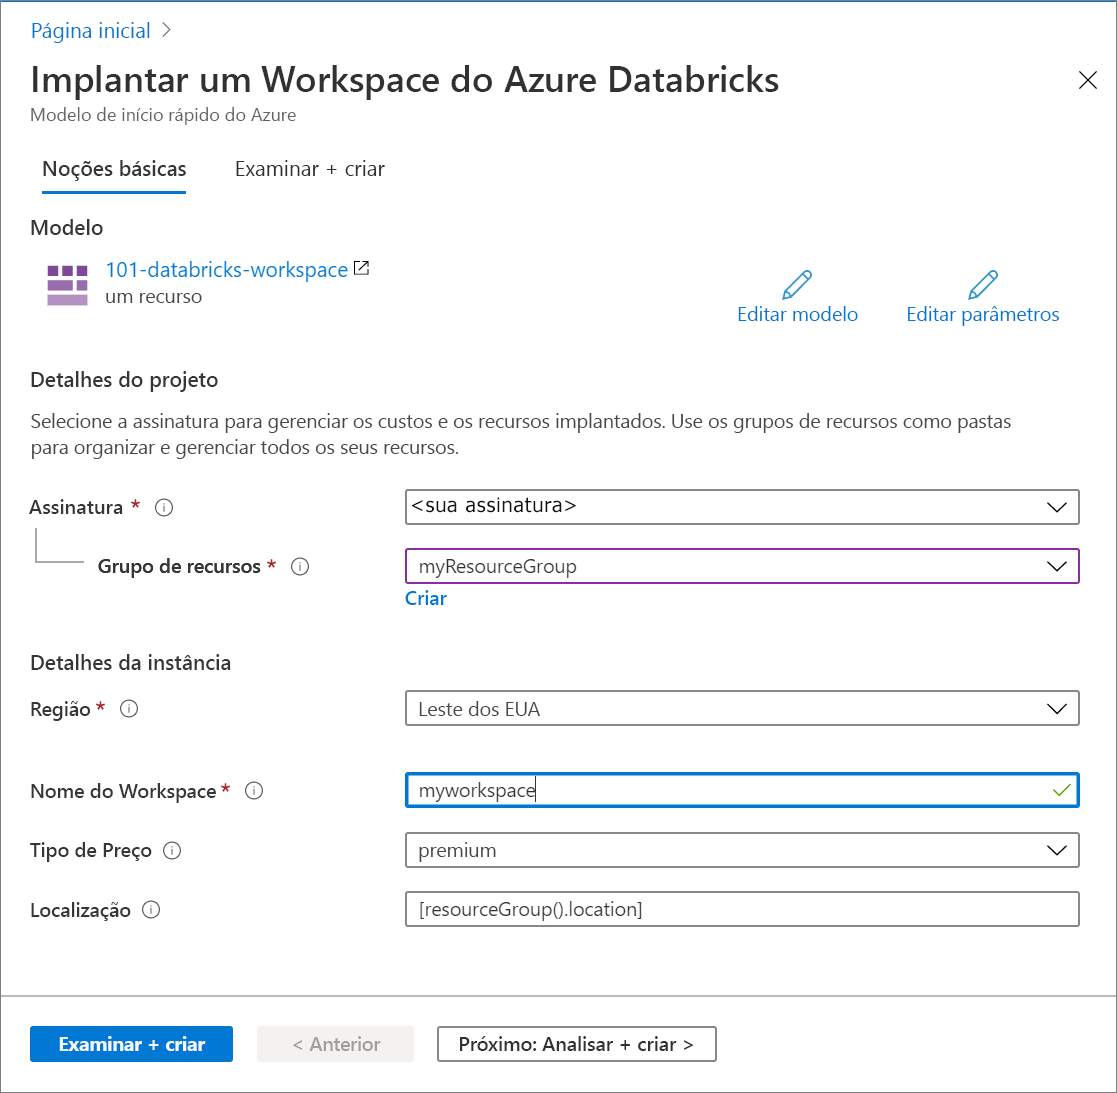 Página inicial >
Implantar um Workspace do Azure Databricks
Modelo de início rápido do Azure
Noções básicas
Examinar + criar
Modelo
101-databricks-workspace
um recurso
Editar modelo
Editar parâmetros
Detalhes do projeto
Selecione a assinatura para gerenciar os custos e os recursos implantados. Use os grupos de recursos como pastas
para organizar e gerenciar todos os seus recursos.
Assinatura *
<sua assinatura>
Grupo de recursos *
myResourceGroup
Criar
Detalhes da instância
Região *
Leste dos EUA
Nome do Workspace *
myworkspace
Tipo de Preço
premium
Localização
[resourceGroup().location]
Examinar + criar
< Anterior
Próximo: Analisar + criar >